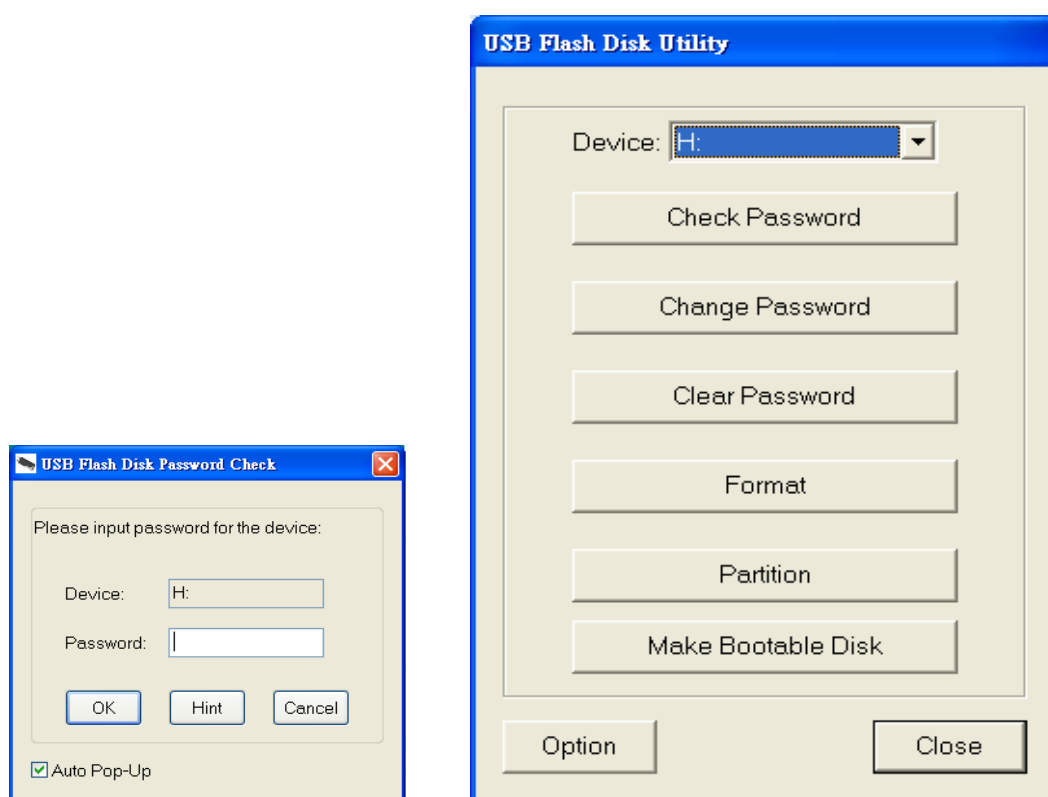 USB Flash Disk Password Check
Please input password for the device:
Device: H:
Password:
OK Hint Cancel
Auto Pop-Up
USB Flash Disk Utility
Device: H:
Check Password
Change Password
Clear Password
Format
Partition
Make Bootable Disk
Option Close